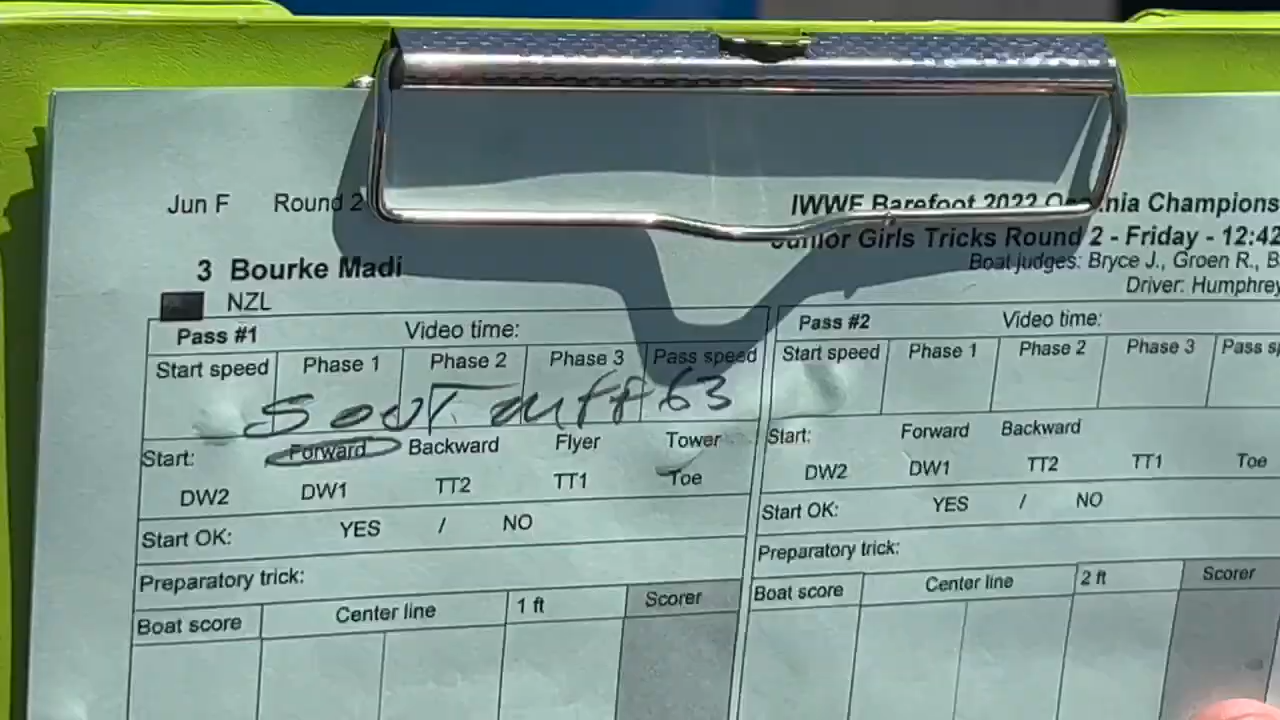 Jun F Round 2
IWWF Barefoot 2022 Champions
Junior Girls Tricks Round 2 - Friday - 12:42
Boat judges: Bryce J., Groen R., B
Driver: Humphrey
3 Bourke Madi
NZL
Pass #1 Video time:
Start speed Phase 1 Phase 2 Phase 3 Pass speed
63
Start: Forward Backward Flyer Tower
DW2 DW1 TT2 TT1 Toe
Start OK: YES / NO
Preparatory trick:
Boat score Center line 1 ft Scorer
Pass #2 Video time:
Start speed Phase 1 Phase 2 Phase 3 Pass sp
Start: Forward Backward
DW2 DW1 TT2 TT1 Toe
Start OK: YES / NO
Preparatory trick:
Boat score Center line 2 ft Scorer